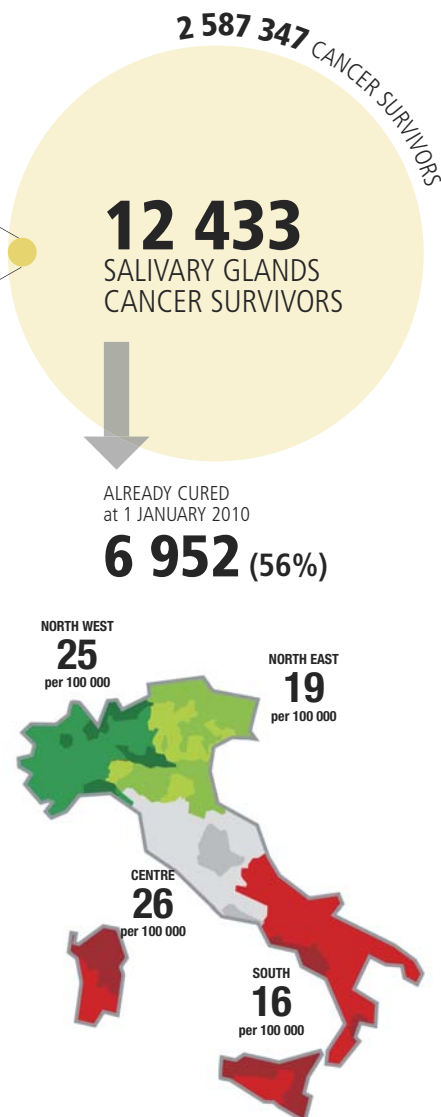 2 587 347 CANCER SURVIVORS
12 433
SALIVARY GLANDS
CANCER SURVIVORS
ALREADY CURED
at 1 JANUARY 2010
6 952 (56%)
NORTH WEST
25
per 100 000
NORTH EAST
19
per 100 000
CENTRE
26
per 100 000
SOUTH
16
per 100 000